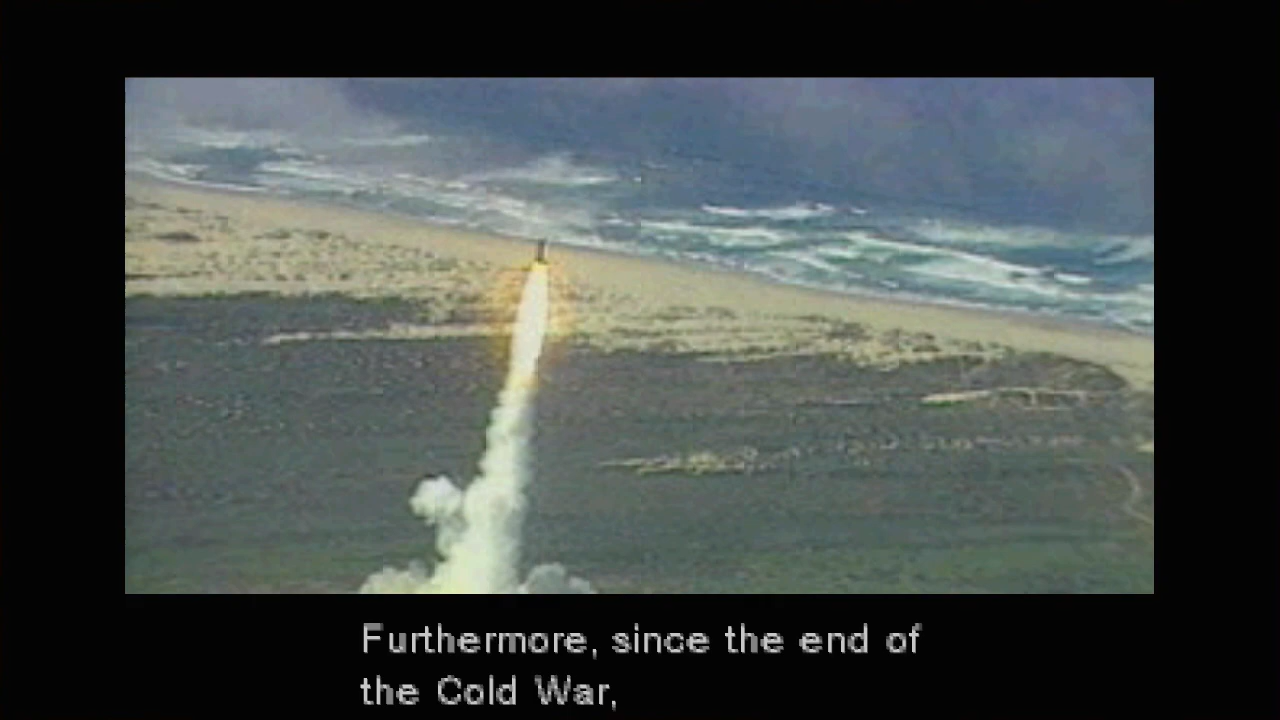 Furthermore, since the end of
the Cold War,